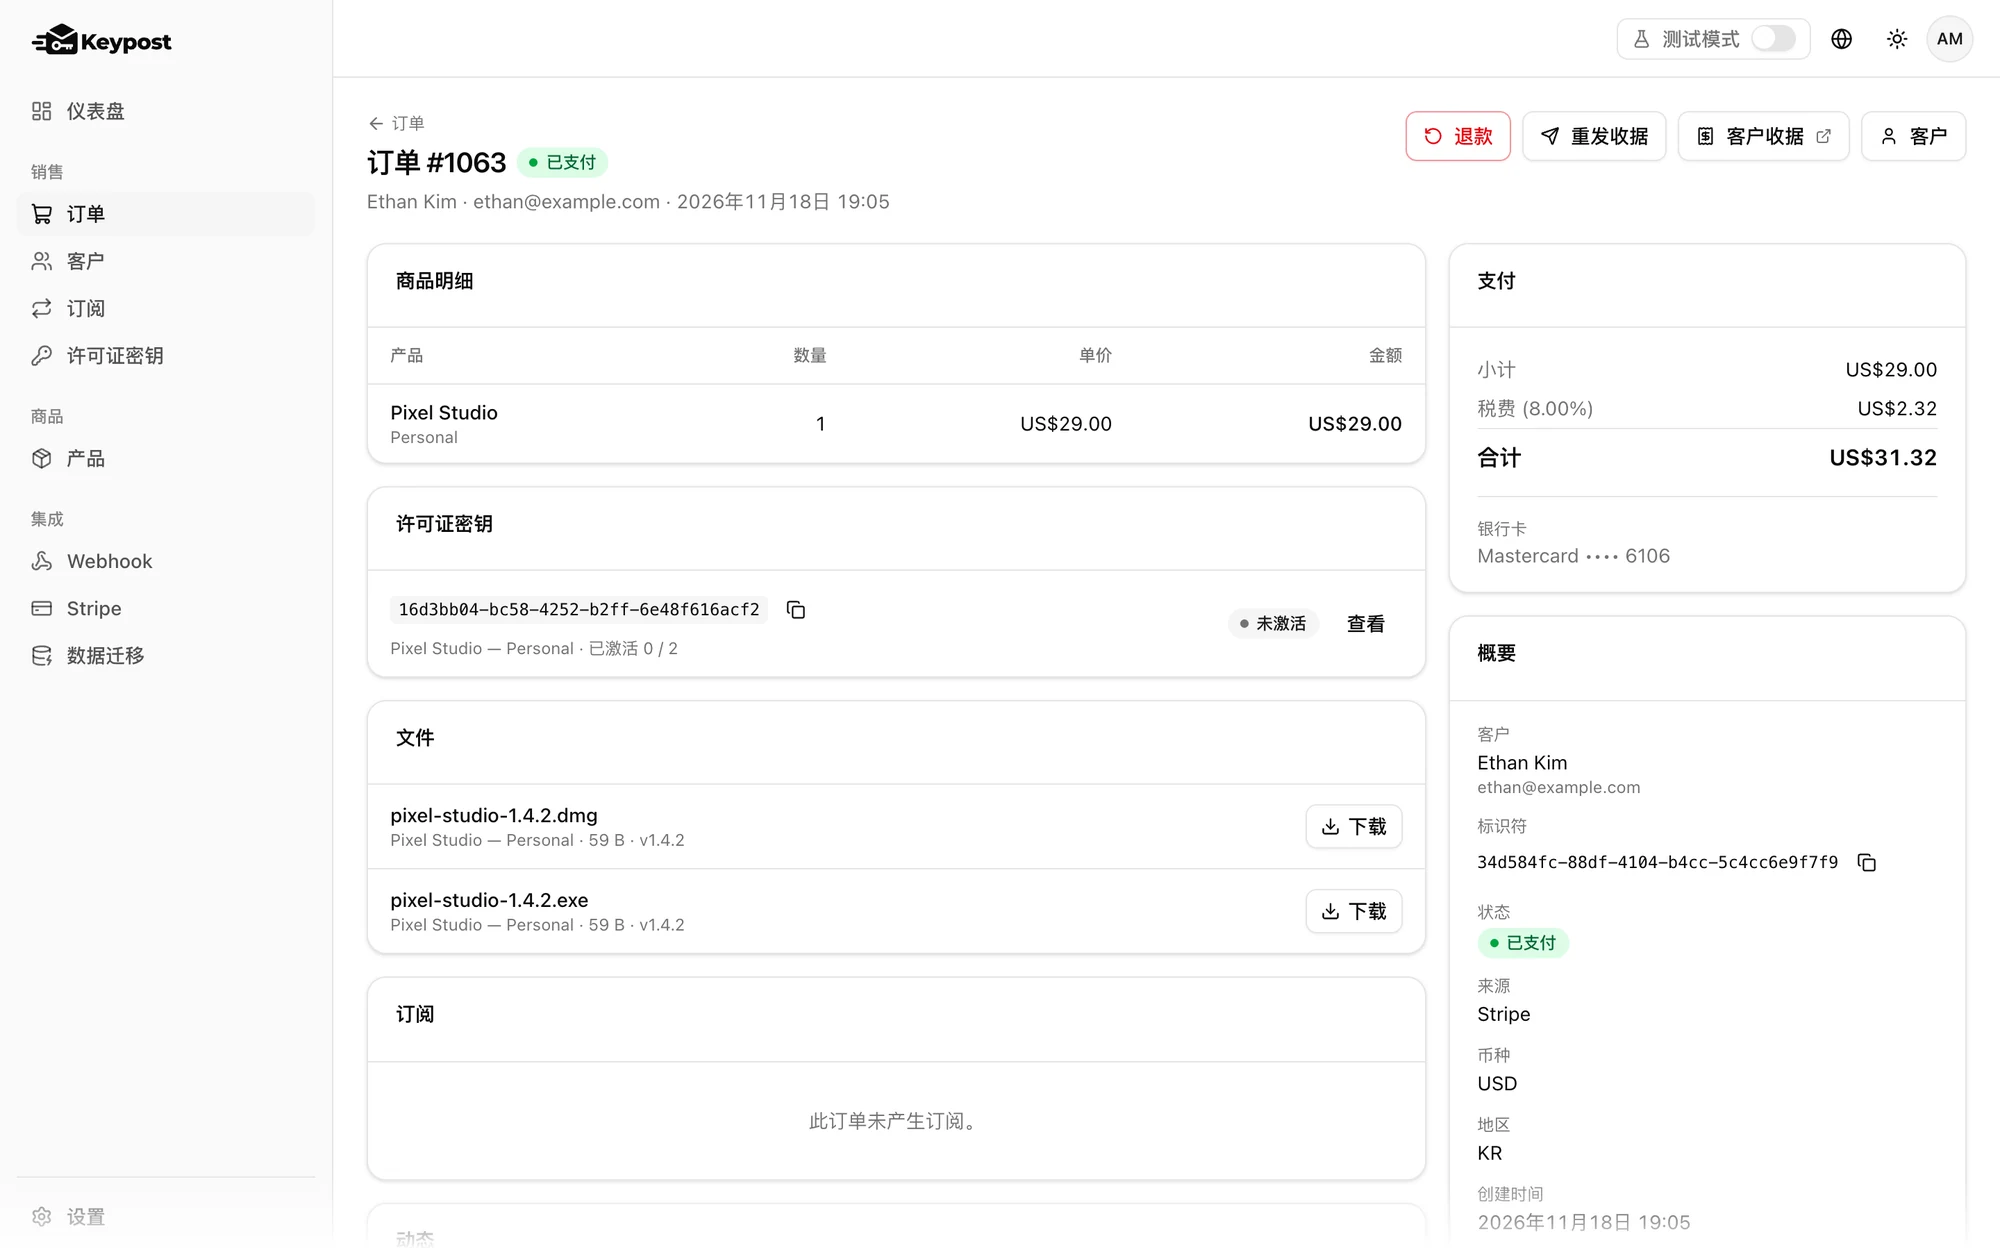 Keypost
仪表盘
销售
订单
客户
订阅
许可证密钥
商品
产品
集成
Webhook
Stripe
数据迁移
设置
测试模式
AM
订单
订单 #1063
已支付
Ethan Kim · ethan@example.com · 2026年11月18日 19:05
退款
重发收据
客户收据
客户
商品明细
产品 数量 单价 金额
Pixel Studio 1 US$29.00 US$29.00
Personal
许可证密钥
16d3bb04-bc58-4252-b2ff-6e48f616acf2
Pixel Studio — Personal · 已激活 0 / 2
未激活
查看
文件
pixel-studio-1.4.2.dmg
Pixel Studio — Personal · 59 B · v1.4.2
下载
pixel-studio-1.4.2.exe
Pixel Studio — Personal · 59 B · v1.4.2
下载
订阅
此订单未产生订阅。
动态
支付
小计 US$29.00
税费 (8.00%) US$2.32
合计 US$31.32
银行卡
Mastercard •••• 6106
概要
客户
Ethan Kim
ethan@example.com
标识符
34d584fc-88df-4104-b4cc-5c4cc6e9f7f9
状态
已支付
来源
Stripe
币种
USD
地区
KR
创建时间
2026年11月18日 19:05